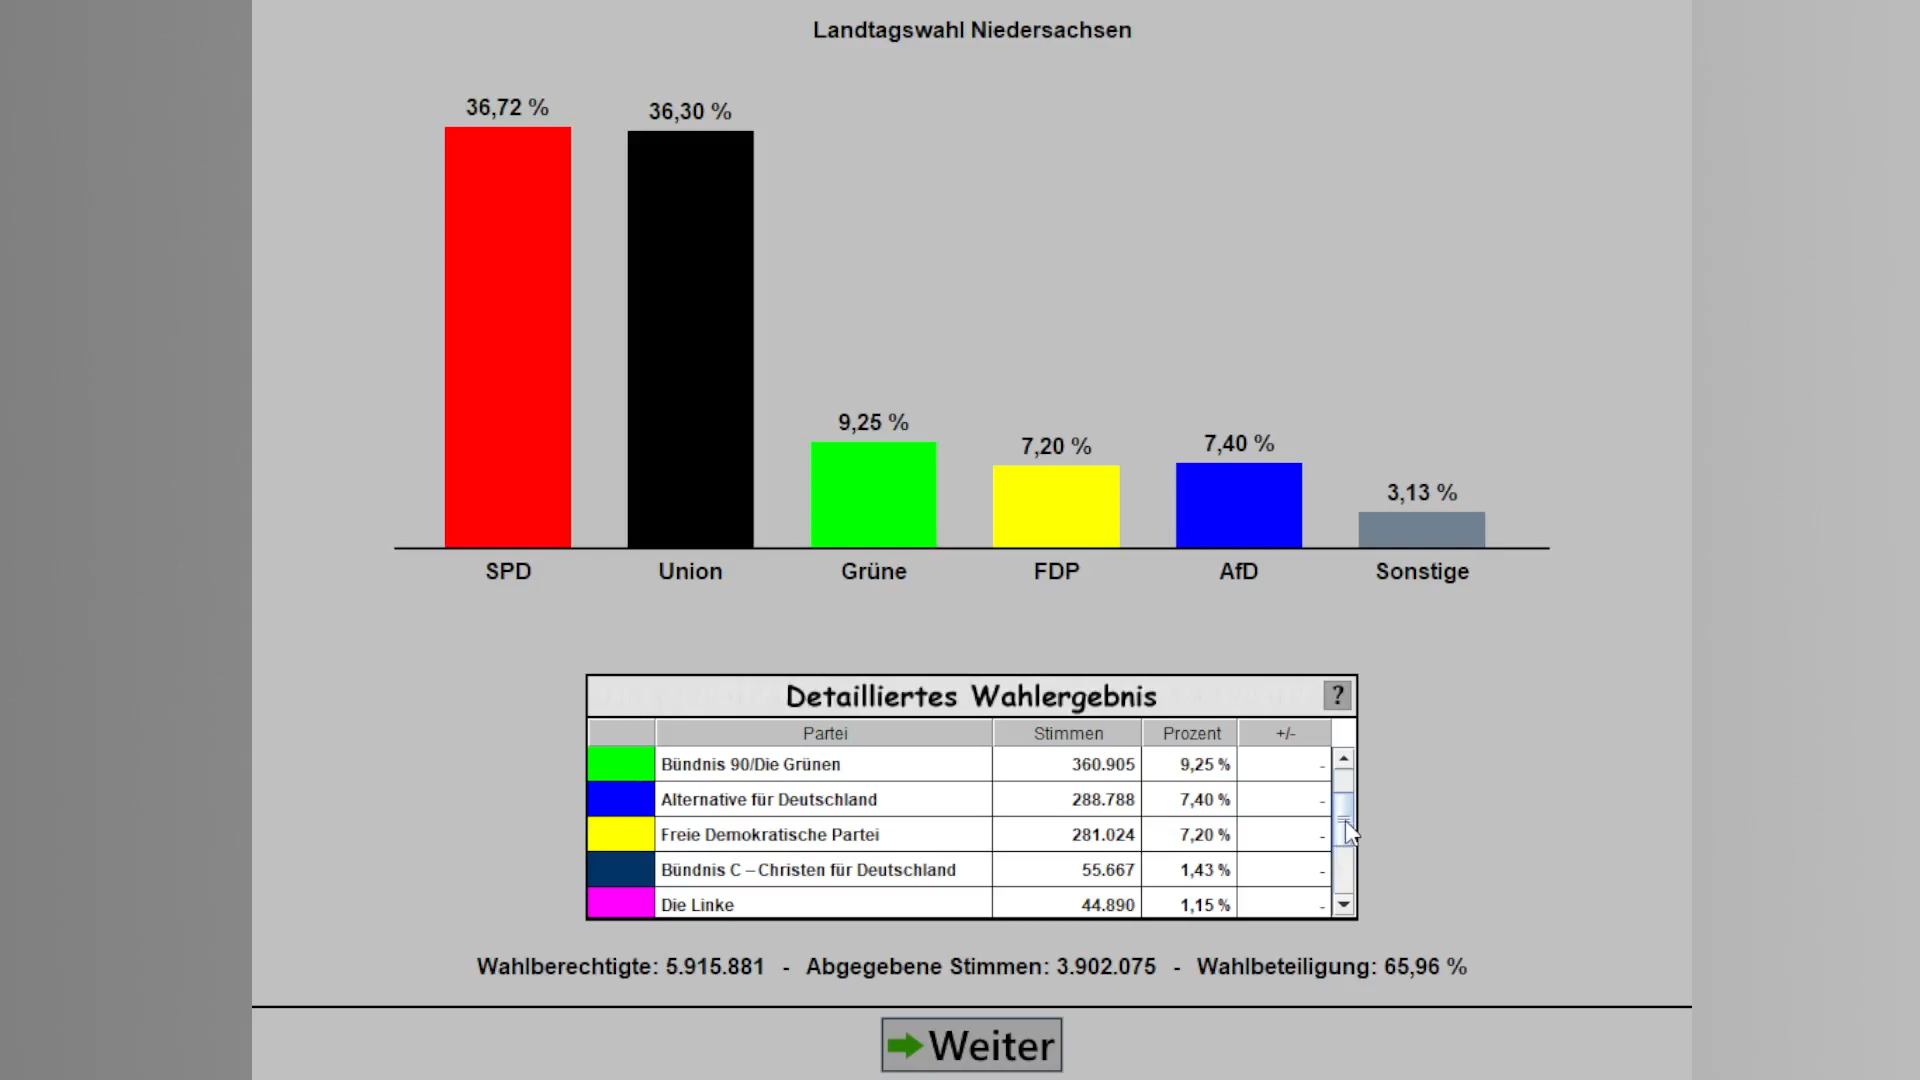 Landtagswahl Niedersachsen
36,72 %
36,30 %
9,25 %
7,20 %
7,40 %
3,13 %
SPD
Union
Grüne
FDP
AfD
Sonstige
Detailliertes Wahlergebnis ?
Partei Stimmen Prozent +/-
Bündnis 90/Die Grünen 360.905 9,25 % -
Alternative für Deutschland 288.788 7,40 % -
Freie Demokratische Partei 281.024 7,20 % -
Bündnis C – Christen für Deutschland 55.667 1,43 % -
Die Linke 44.890 1,15 % -
Wahlberechtigte: 5.915.881 - Abgegebene Stimmen: 3.902.075 - Wahlbeteiligung: 65,96 %
Weiter